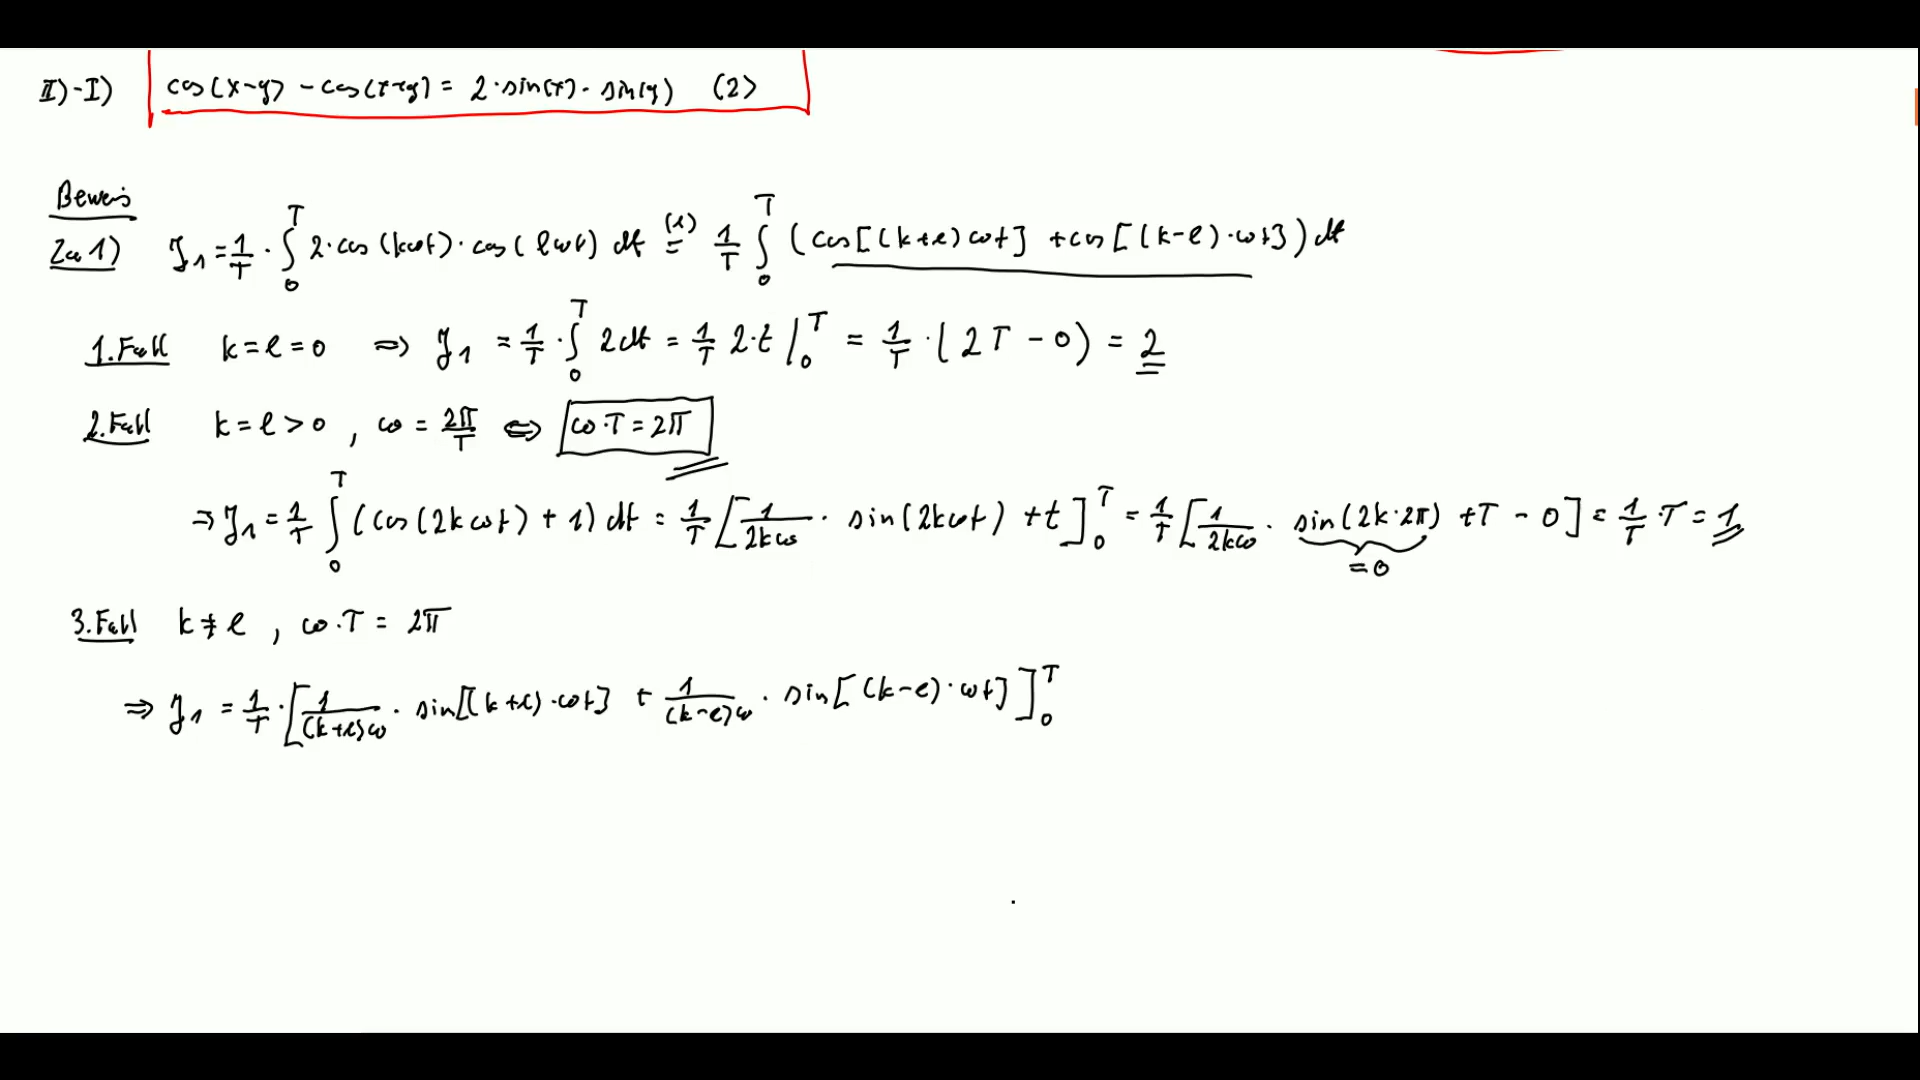 II)-I) cos(x-y) - cos(x+y) = 2·sin(x)·sin(y) (2)
Beweis
Zu 1) J₁ = 1/T · ∫₀ᵀ 2·cos(kωt)·cos(lωt) dt =⁽¹⁾ 1/T ∫₀ᵀ (cos[(k+l)ωt] + cos[(k-l)·ωt]) dt
1.Fall k = l = 0 ⇒ J₁ = 1/T · ∫₀ᵀ 2dt = 1/T 2·t |₀ᵀ = 1/T · (2T - 0) = 2
2.Fall k = l > 0 , ω = 2π/T ⇔ ω·T = 2π
⇒ J₁ = 1/T ∫₀ᵀ (cos(2kωt) + 1) dt = 1/T [1/(2kω) · sin(2kωt) + t]₀ᵀ = 1/T [1/(2kω) · sin(2k·2π) + T - 0] = 1/T · T = 1
= 0
3.Fall k ≠ l , ω·T = 2π
⇒ J₁ = 1/T · [1/((k+l)ω) · sin[(k+l)·ωt] + 1/((k-l)ω) · sin[(k-l)·ωt]]₀ᵀ